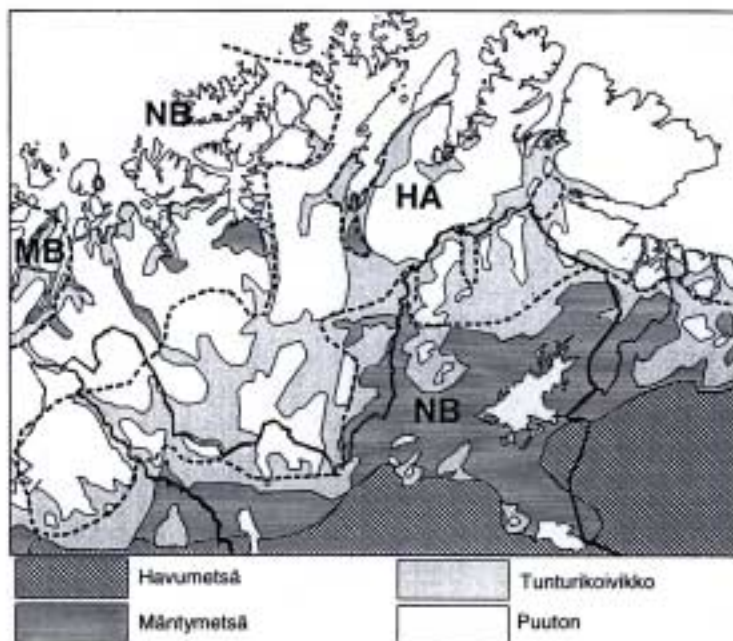 NB
HA
MB
NB
Havumetsä
Tunturikoivikko
Mäntymetsä
Puuton